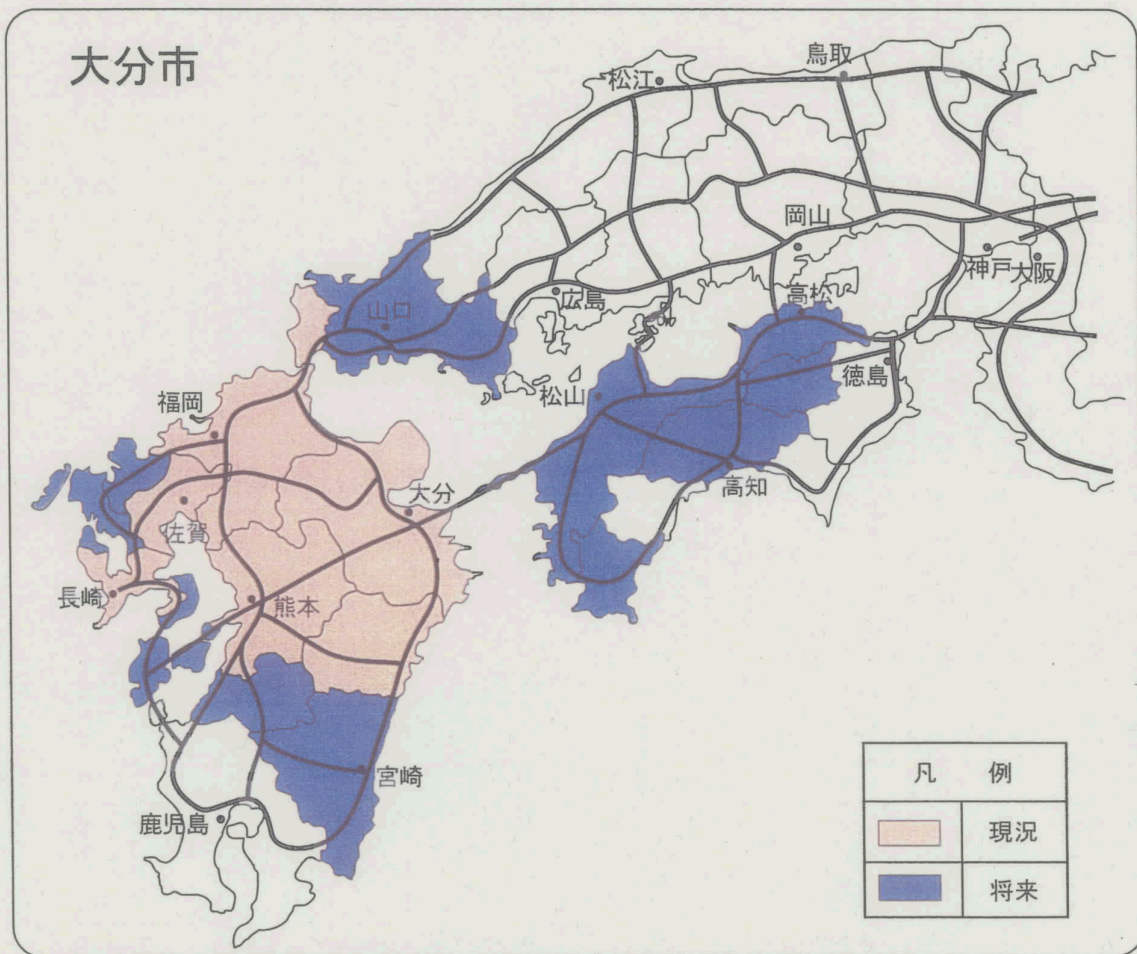 大分市
鳥取
松江
岡山
神戸
大阪
広島
高松
山口
徳島
松山
福岡
高知
大分
佐賀
長崎
熊本
宮崎
鹿児島
凡 例
現況
将来